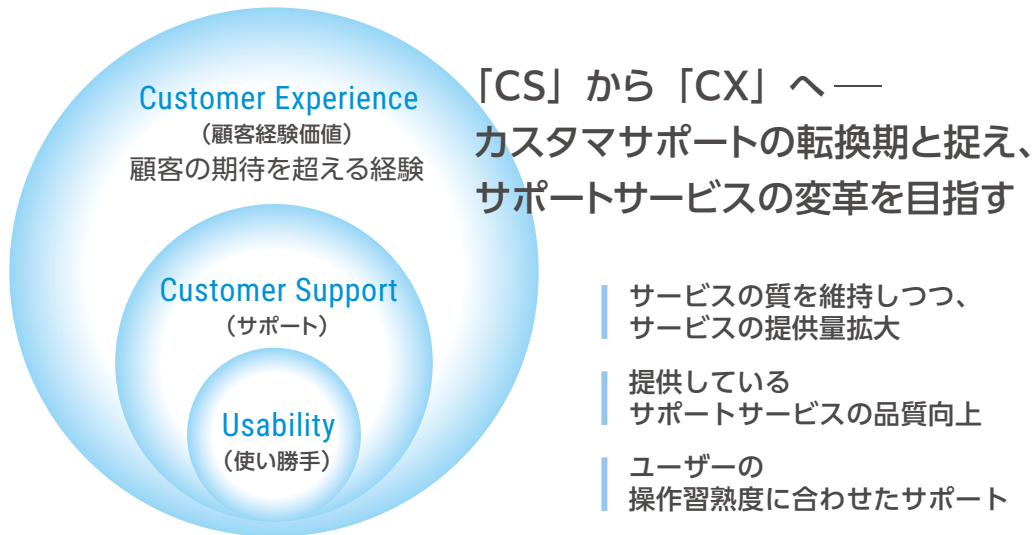 Customer Experience
（顧客経験価値）
顧客の期待を超える経験
Customer Support
（サポート）
Usability
（使い勝手）
「CS」から「CX」へ ―
カスタマサポートの転換期と捉え、
サポートサービスの変革を目指す
サービスの質を維持しつつ、
サービスの提供量拡大
提供している
サポートサービスの品質向上
ユーザーの
操作習熟度に合わせたサポート